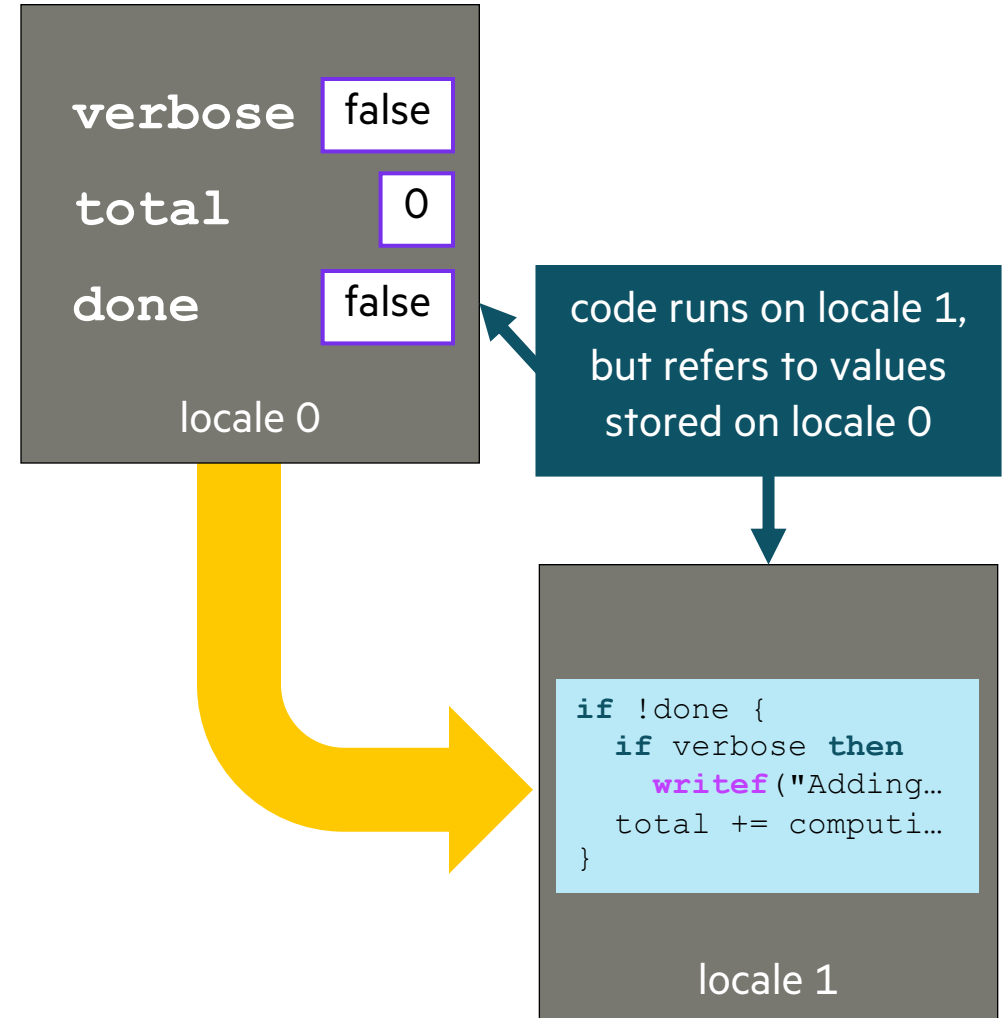 verbose false
total 0
done false
locale 0
code runs on locale 1,
but refers to values
stored on locale 0
if !done {
  if verbose then
    writef("Adding…
  total += computi…
}
locale 1